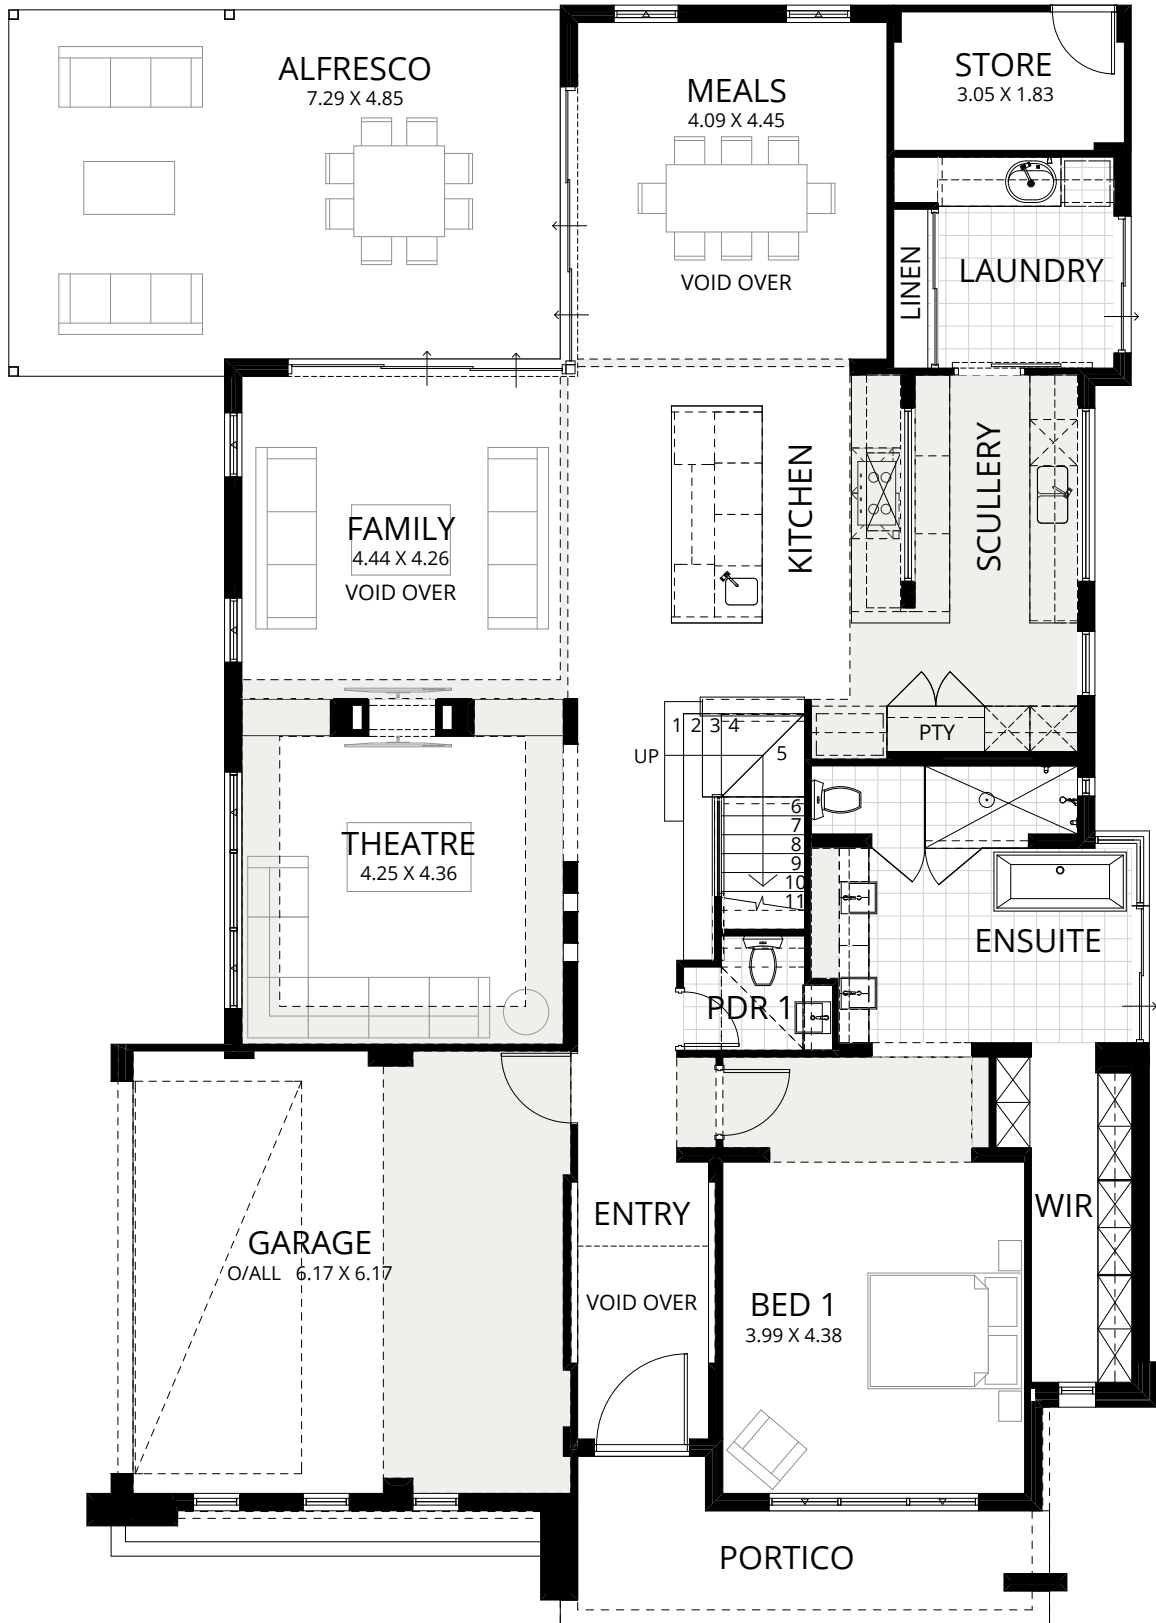 ALFRESCO
7.29 X 4.85
MEALS
4.09 X 4.45
VOID OVER
STORE
3.05 X 1.83
LINEN
LAUNDRY
FAMILY
4.44 X 4.26
VOID OVER
KITCHEN
SCULLERY
PTY
UP
1 2 3 4
5
6
7
8
9
10
11
THEATRE
4.25 X 4.36
ENSUITE
PDR 1
GARAGE
O/ALL 6.17 X 6.17
ENTRY
VOID OVER
BED 1
3.99 X 4.38
WIR
PORTICO